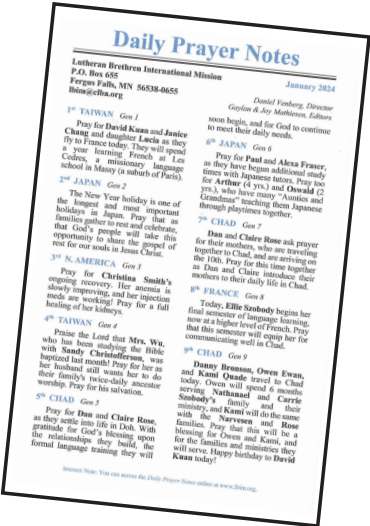 Daily Prayer Notes
Lutheran Brethren International Mission
P.O. Box 655
Fergus Falls, MN 56538-0655
lbim@clba.org
January 2024
Daniel Venberg, Director
Gaylan & Joy Mathiesen, Editors
1st TAIWAN Gen 1
Pray for David Kuan and Janice
Chang and daughter Lucia as they
fly to France today. They will spend
a year learning French at Les
Cedres, a missionary language
school in Massy (a suburb of Paris).
2nd JAPAN Gen 2
The New Year holiday is one of
the longest and most important
holidays in Japan. Pray that as
families gather to rest and celebrate,
that God's people will take this
opportunity to share the gospel of
rest for our souls in Jesus Christ.
3rd N. AMERICA Gen 3
Pray for Christina Smith's
ongoing recovery. Her anemia is
slowly improving, and her injection
meds are working! Pray for a full
healing of her kidneys.
4th TAIWAN Gen 4
Praise the Lord that Mrs. Wu,
who has been studying the Bible
with Sandy Christofferson, was
baptized last month! Pray for her as
her husband still wants her to do
their family's twice-daily ancestor
worship. Pray for his salvation.
5th CHAD Gen 5
Pray for Dan and Claire Rose,
as they settle into life in Doh. With
gratitude for God's blessing upon
the relationships they build, the
formal language training they will
soon begin, and for God to continue
to meet their daily needs.
6th JAPAN Gen 6
Pray for Paul and Alexa Fraser,
as they have begun additional study
times with Japanese tutors. Pray too
for Arthur (4 yrs.) and Oswald (2
yrs.), who have many "Aunties and
Grandmas" teaching them Japanese
through playtimes together.
7th CHAD Gen 7
Dan and Claire Rose ask prayer
for their mothers, who are traveling
together to Chad, and are arriving on
the 10th. Pray for this time together
as Dan and Claire introduce their
mothers to their daily life in Chad.
8th FRANCE Gen 8
Today, Ellie Szobody begins her
final semester of language learning,
now at a higher level of French. Pray
that this semester will equip her for
communicating well in Chad.
9th CHAD Gen 9
Danny Bronson, Owen Ewan,
and Kami Quade travel to Chad
today. Owen will spend 6 months
serving Nathanael and Carrie
Szobody's family and their
ministry, and Kami will do the same
with the Narvesen and Rose
families. Pray that this will be a
blessing for Owen and Kami, and
for the families and ministries they
will serve. Happy birthday to David
Kuan today!
Internet Note: You can access the Daily Prayer Notes online at www.lbim.org.